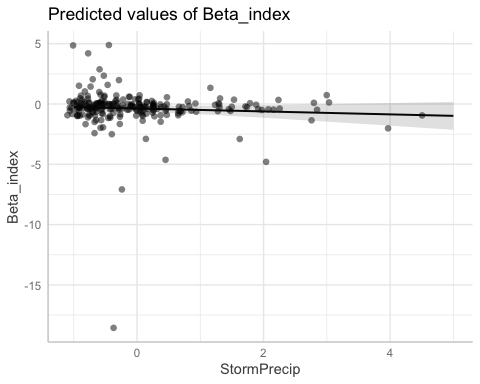 Predicted values of Beta_index
5
0
-5
-10
-15
Beta_index
0 2 4
StormPrecip